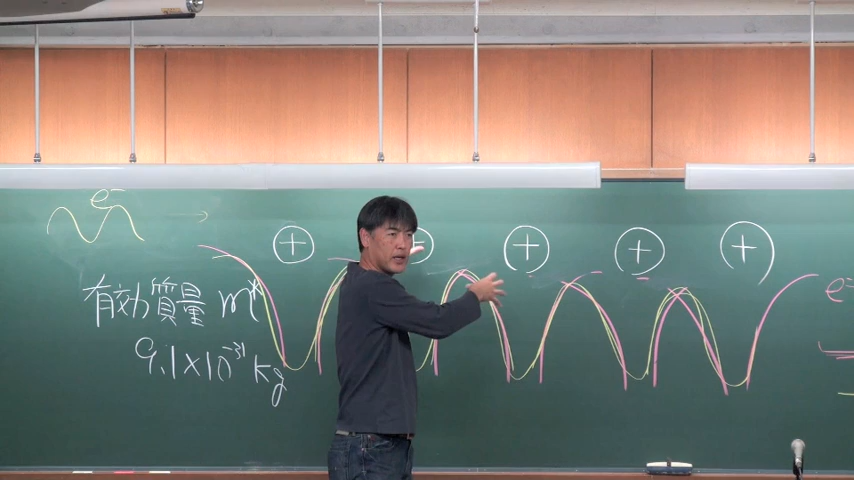 e⁻
+ + + + +
有効質量 m*
9.1×10⁻³¹ kg
e⁻